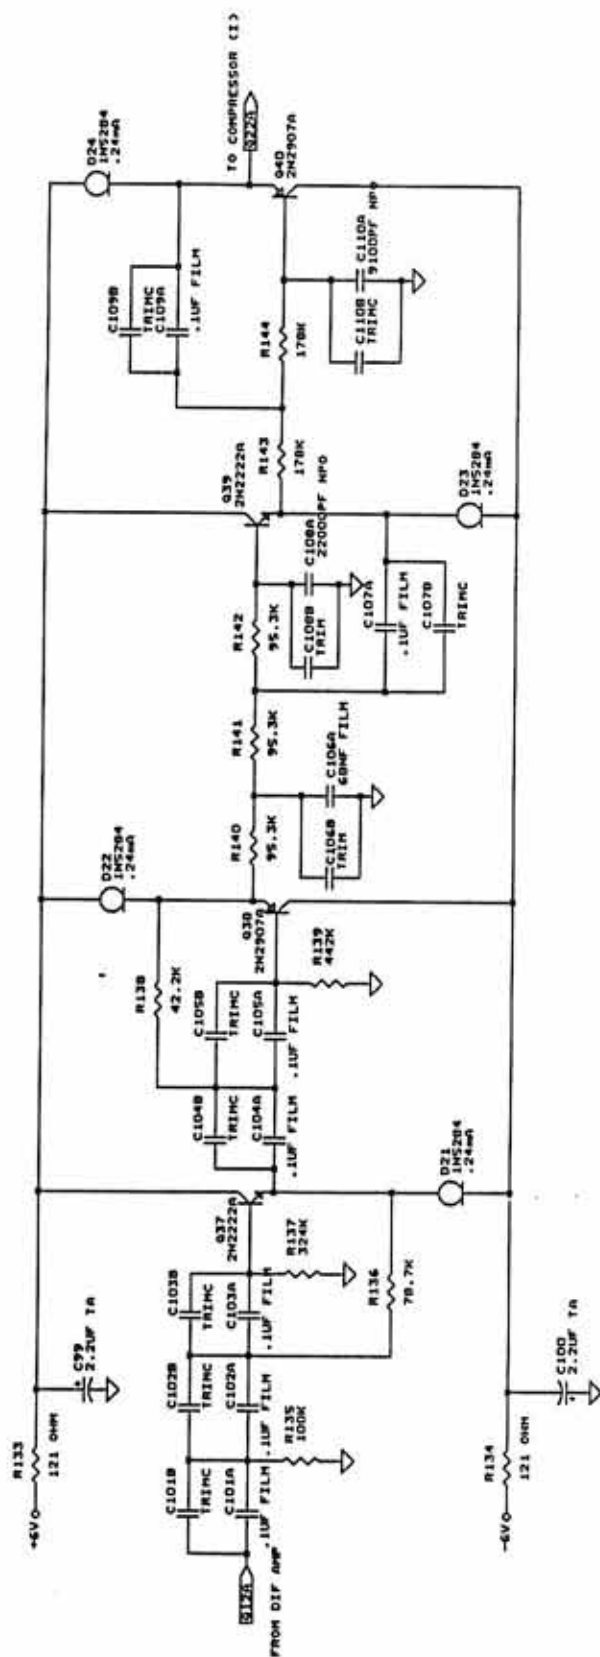 +6V
R133
121 OHM
C99
2.2UF TA
+
Q12A
FROM DIF AMP
C101B
TRIMC
C101A
.1UF FILM
C102B
TRIMC
C102A
.1UF FILM
R135
100K
C103B
TRIMC
C103A
.1UF FILM
Q37
2N2222A
R137
324K
R136
78.7K
R134
121 OHM
-6V
C100
2.2UF TA
+
D21
1N5284
.24mA
C104B
TRIMC
C104A
.1UF FILM
C105B
TRIMC
C105A
.1UF FILM
R138
42.2K
D22
1N5284
.24mA
Q38
2N2907A
R139
442K
R140
95.3K
C106B
TRIM
C106A
68NF FILM
R141
95.3K
R142
95.3K
C108B
TRIM
C108A
22000PF NPO
C107A
.1UF FILM
C107B
TRIMC
Q39
2N2222A
D23
1N5284
.24mA
R143
178K
R144
178K
C109B
TRIMC
C109A
.1UF FILM
C110B
TRIMC
C110A
9100PF NPO
D24
1N5284
.24mA
Q40
2N2907A
Q22A
TO COMPRESSOR (I)